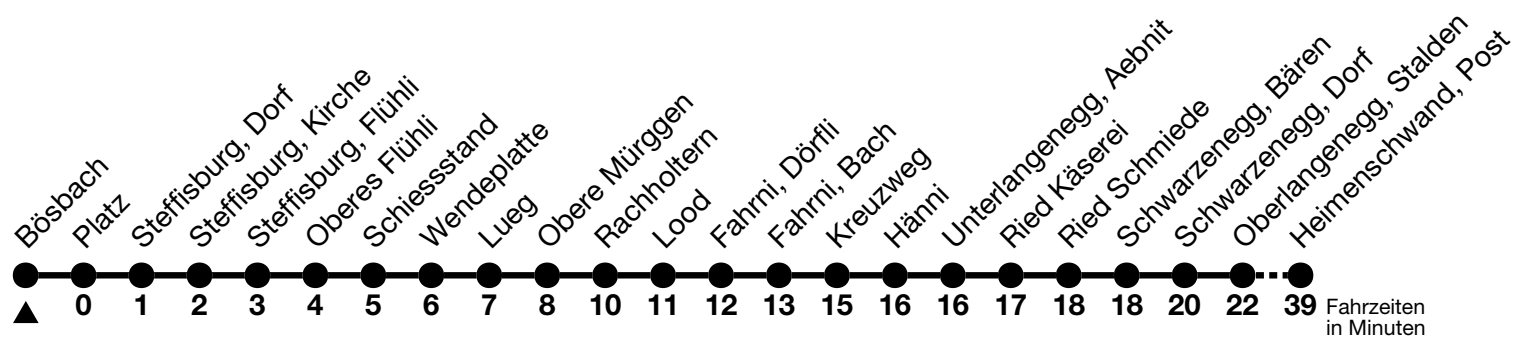 Bösbach
Platz
Steffisburg, Dorf
Steffisburg, Kirche
Steffisburg, Flühli
Oberes Flühli
Schiessstand
Wendeplatte
Lueg
Obere Mürggen
Rachholtern
Lood
Fahrni, Dörfli
Fahrni, Bach
Kreuzweg
Hänni
Unterlangenegg, Aebnit
Ried Käserei
Ried Schmiede
Schwarzenegg, Bären
Schwarzenegg, Dorf
Oberlangenegg, Stalden
Heimenschwand, Post
0 1 2 3 4 5 6 7 8 10 11 12 13 15 16 16 17 18 18 20 22 39
Fahrzeiten
in Minuten